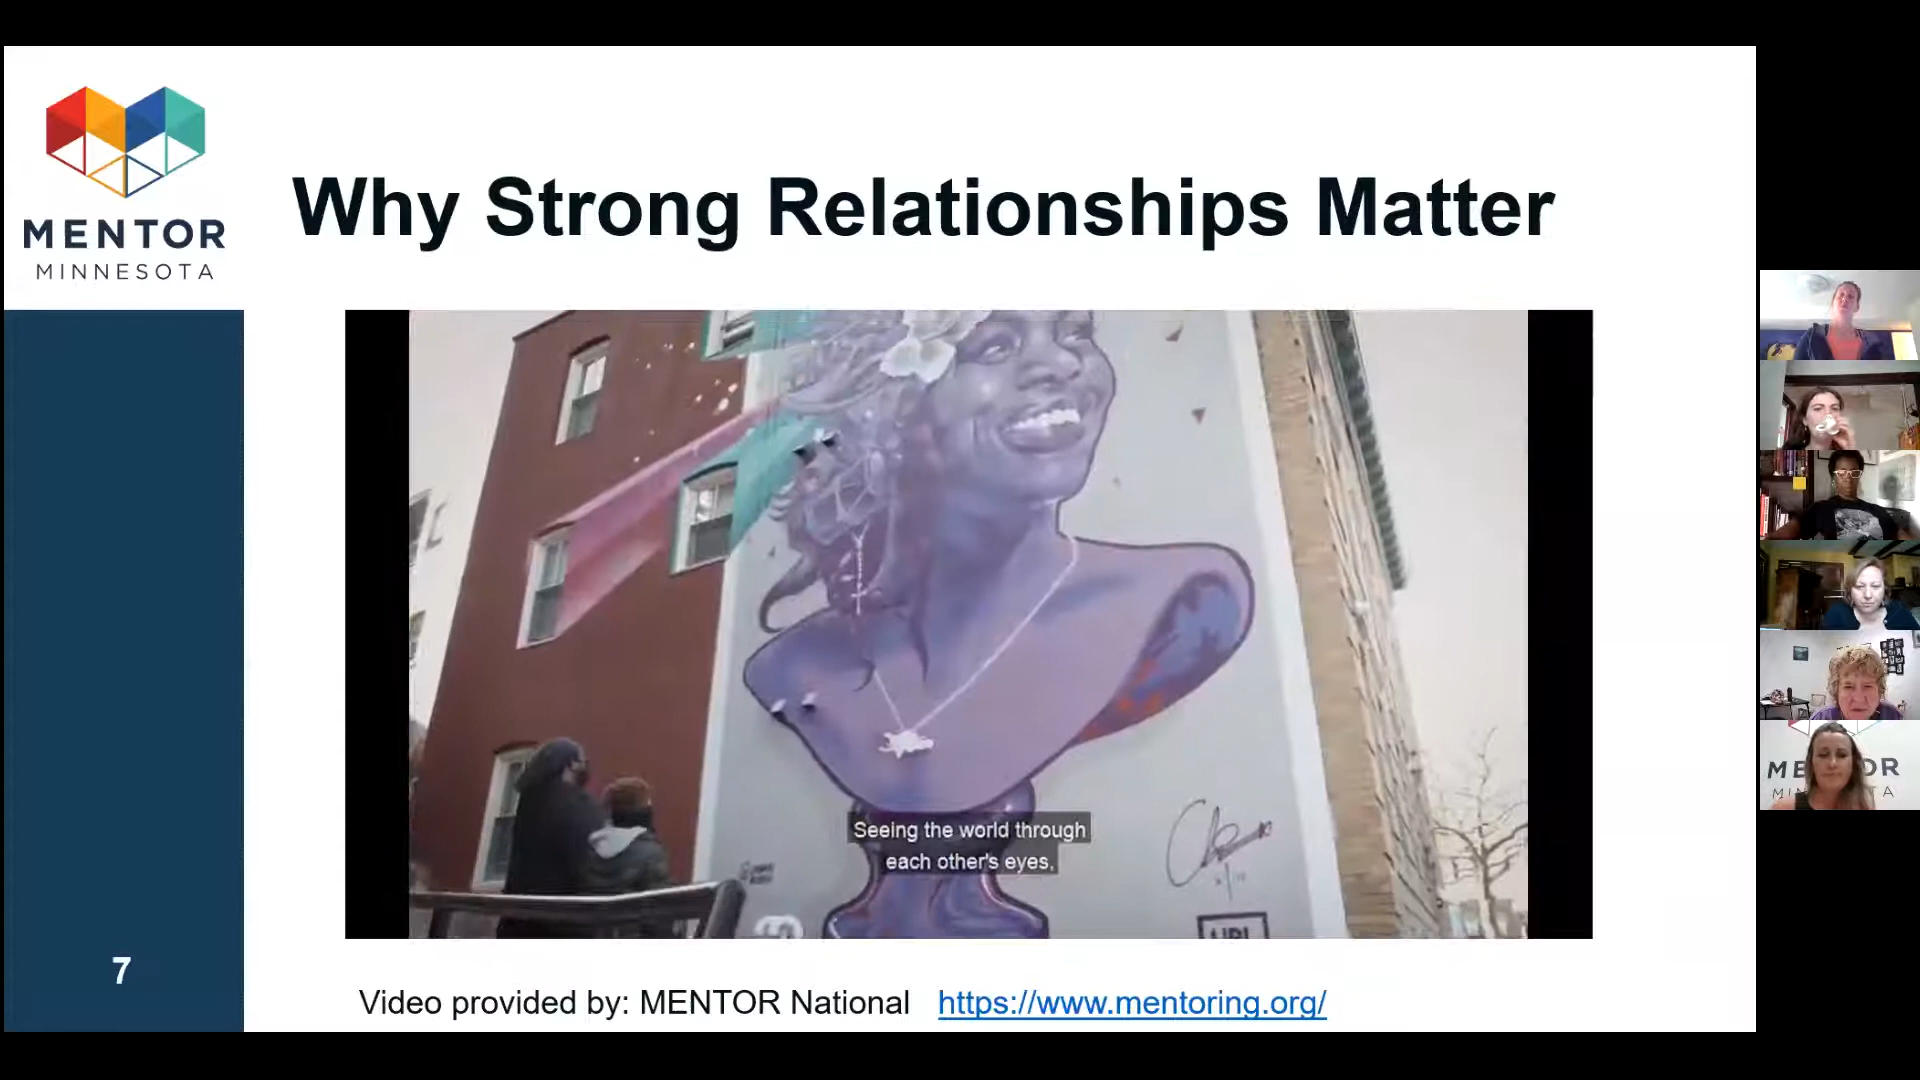 MENTOR
MINNESOTA
Why Strong Relationships Matter
Seeing the world through
each other's eyes,
7
Video provided by: MENTOR National https://www.mentoring.org/